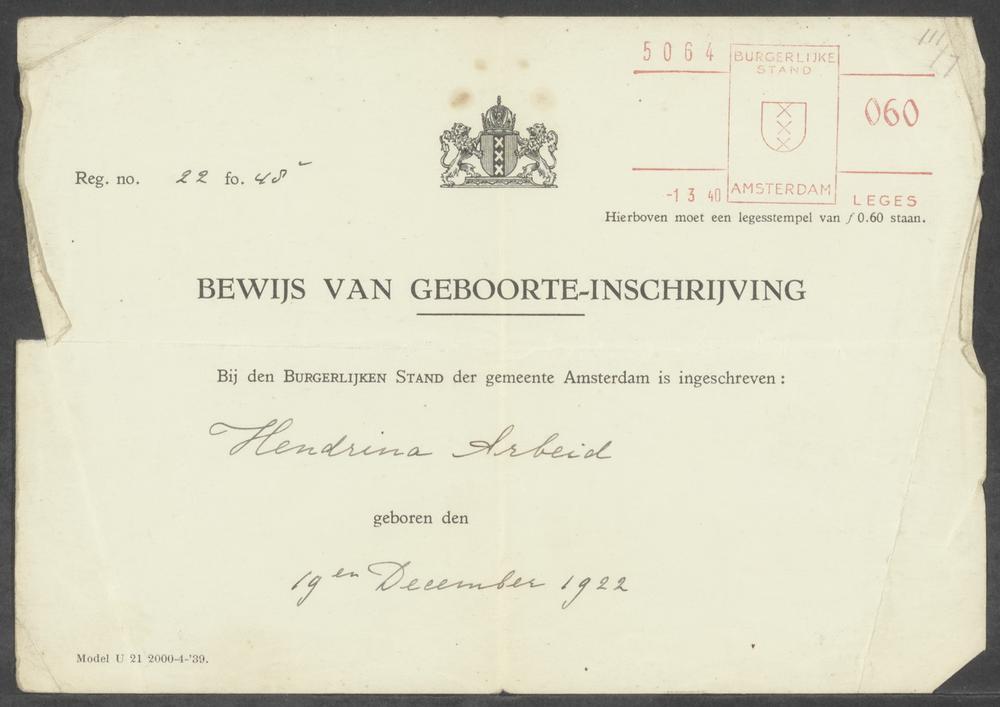 5064
BURGERLIJKE
STAND
060
-1 3 40
AMSTERDAM
LEGES
Hierboven moet een legesstempel van ƒ 0.60 staan.
Reg. no. 22 fo. 48
BEWIJS VAN GEBOORTE-INSCHRIJVING
Bij den BURGERLIJKEN STAND der gemeente Amsterdam is ingeschreven :
Hendrina Arbeid
geboren den
19en December 1922
Model U 21 2000-4-'39.